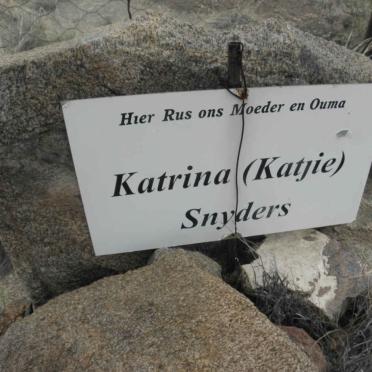 Hier Rus ons Moeder en Ouma
Katrina (Katjie)
Snyders